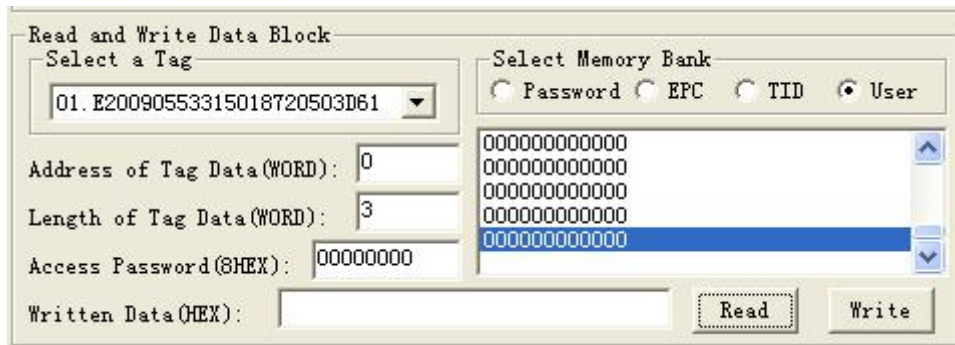 Read and Write Data Block
Select a Tag
01.E20090553315018720503D61
Select Memory Bank
Password EPC TID User
Address of Tag Data(WORD): 0
Length of Tag Data(WORD): 3
Access Password(8HEX): 00000000
000000000000
000000000000
000000000000
000000000000
000000000000
Written Data(HEX):
Read Write